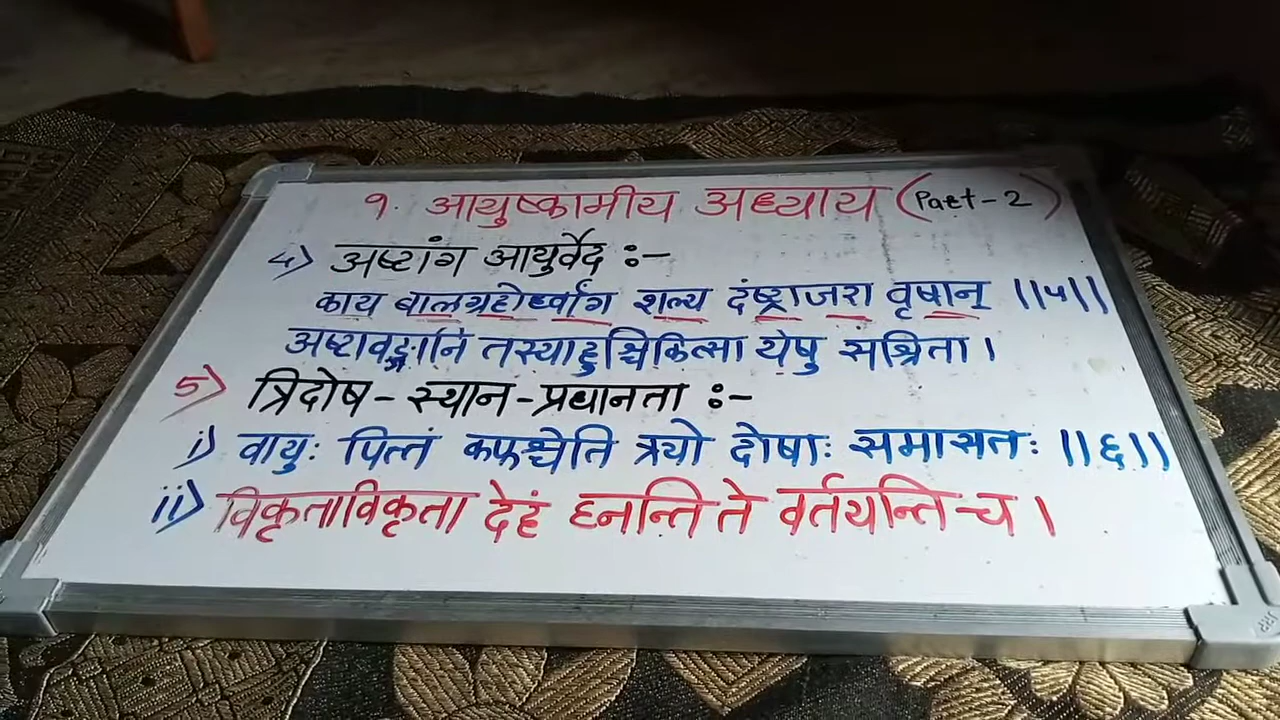 १. आयुष्कामीय अध्याय (Part-2)
4) अष्टांग आयुर्वेद :-
काय बालग्रहोर्ध्वांग शल्य दंष्ट्राजरा वृषान् ||५||
अष्टावङ्गानि तस्याहुश्चिकित्सा येषु सश्रिता।
5) त्रिदोष-स्थान-प्रधानता :-
i) वायुः पित्तं कफश्चेति त्रयो दोषाः समासतः ||६||
ii) विकृताविकृता देहं घ्नन्ति ते वर्तयन्ति च।